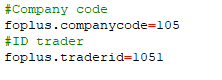 #Company code
foplus.companycode=105
#ID trader
foplus.traderid=1051